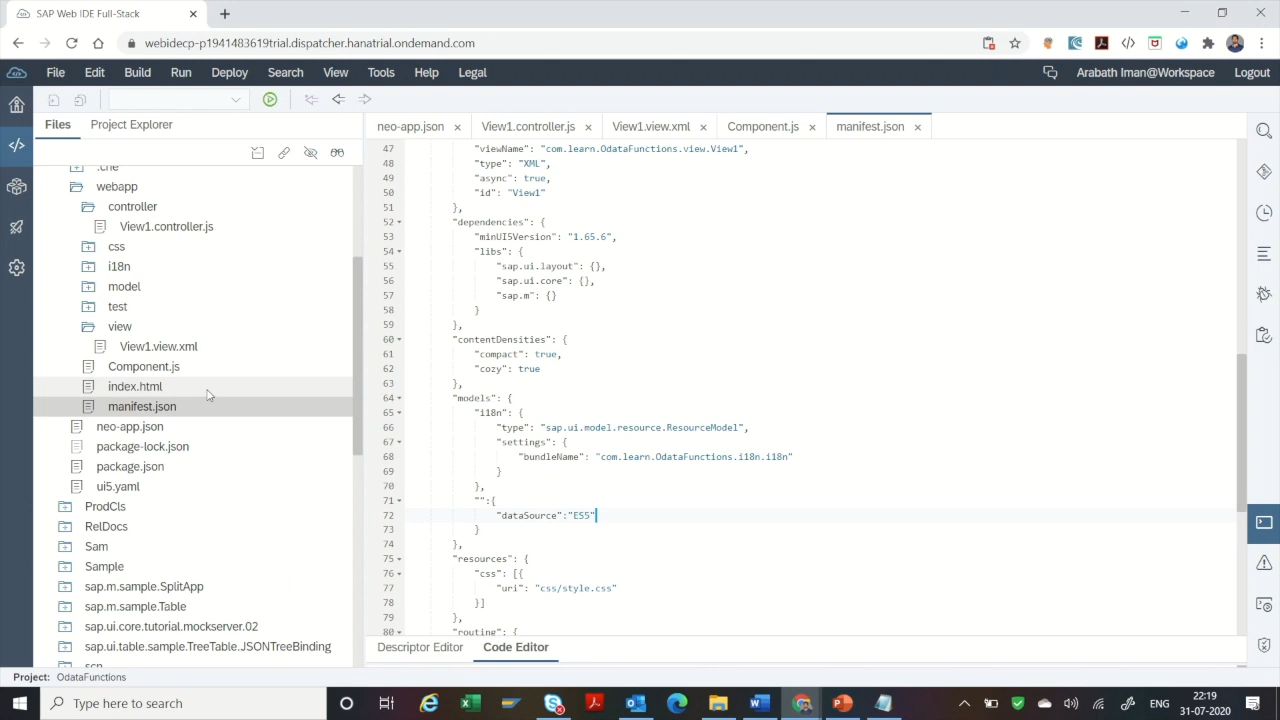 SAP Web IDE Full-Stack
webidecp-p1941483619trial.dispatcher.hanatrial.ondemand.com
File Edit Build Run Deploy Search View Tools Help Legal
Arabath Iman@Workspace Logout
Files Project Explorer
neo-app.json View1.controller.js View1.view.xml Component.js manifest.json
.che
webapp
controller
View1.controller.js
css
i18n
model
test
view
View1.view.xml
Component.js
index.html
manifest.json
neo-app.json
package-lock.json
package.json
ui5.yaml
ProdCls
RelDocs
Sam
Sample
sap.m.sample.SplitApp
sap.m.sample.Table
sap.ui.core.tutorial.mockserver.02
sap.ui.table.sample.TreeTable.JSONTreeBinding
scn
47 "viewName": "com.learn.OdataFunctions.view.View1",
48 "type": "XML",
49 "async": true,
50 "id": "View1"
51 },
52 "dependencies": {
53 "minUI5Version": "1.65.6",
54 "libs": {
55 "sap.ui.layout": {},
56 "sap.ui.core": {},
57 "sap.m": {}
58 }
59 },
60 "contentDensities": {
61 "compact": true,
62 "cozy": true
63 },
64 "models": {
65 "i18n": {
66 "type": "sap.ui.model.resource.ResourceModel",
67 "settings": {
68 "bundleName": "com.learn.OdataFunctions.i18n.i18n"
69 }
70 },
71 "":{
72 "dataSource":"ES5"
73 }
74 },
75 "resources": {
76 "css": [{
77 "uri": "css/style.css"
78 }]
79 },
80 "routing": {
Descriptor Editor Code Editor
Project: OdataFunctions
Type here to search
ENG
22:19
31-07-2020